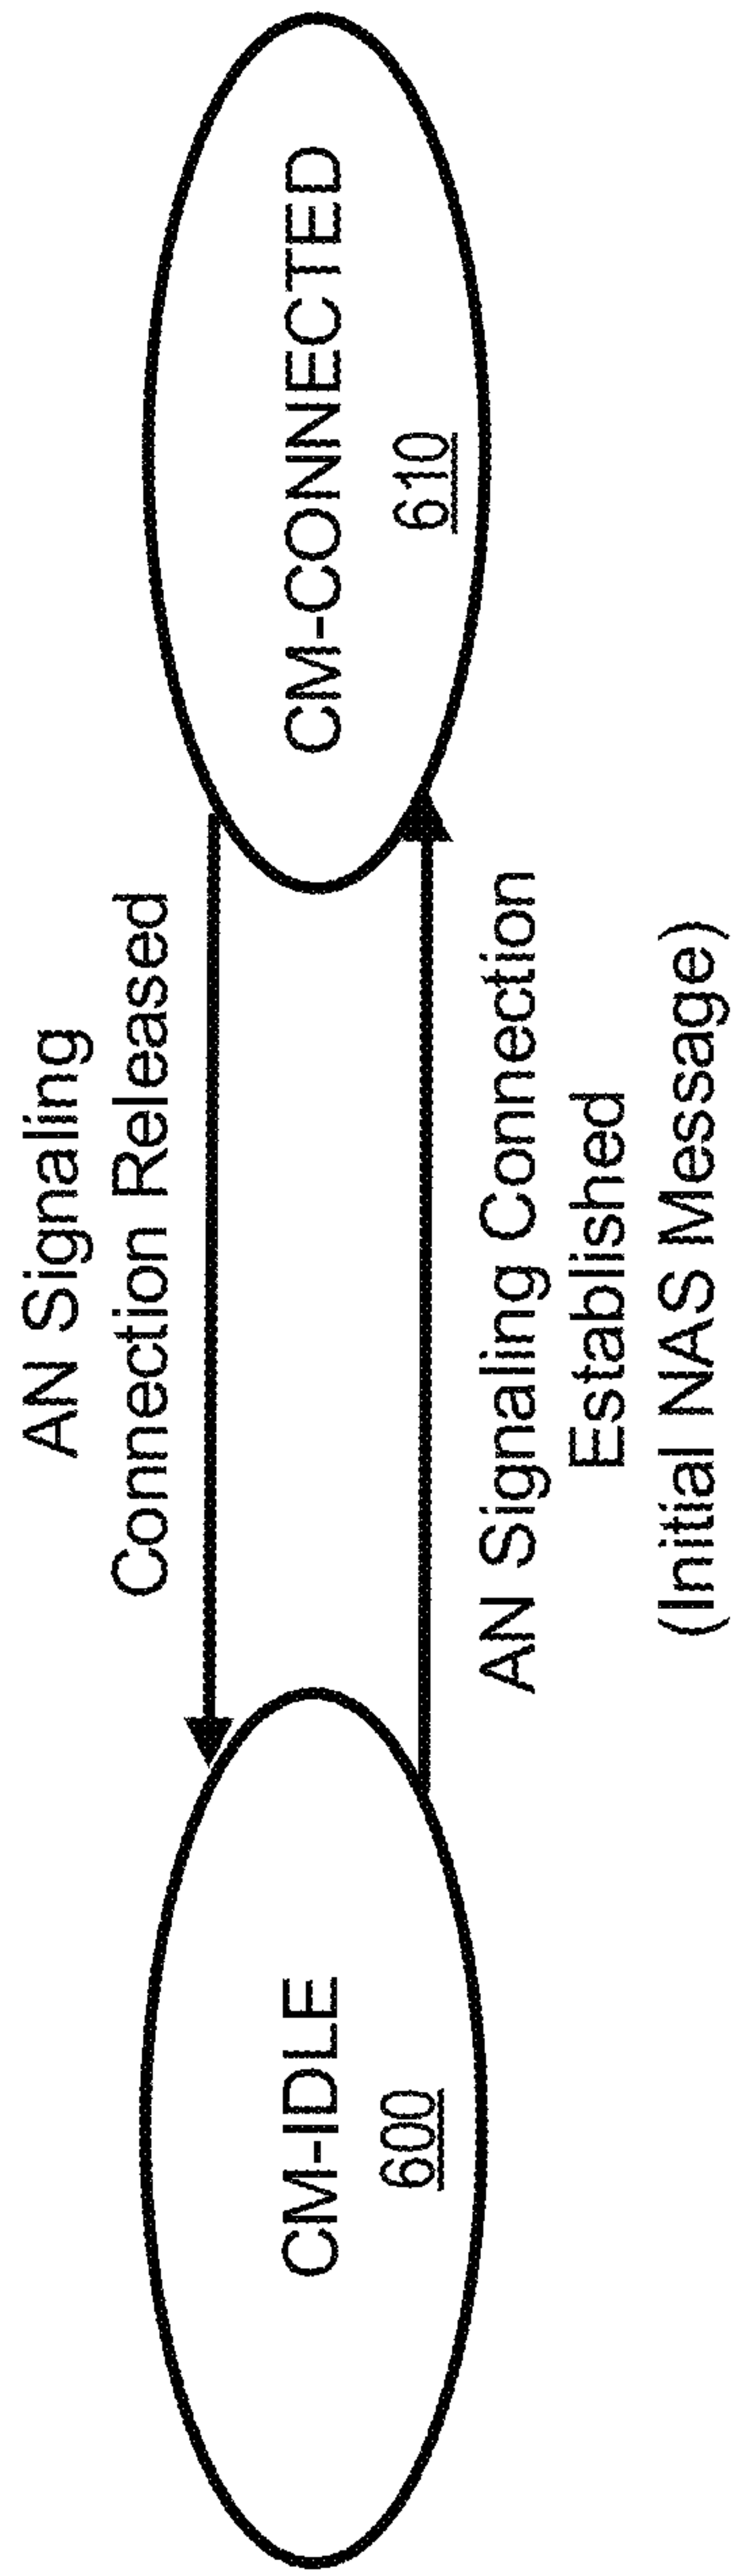 AN Signaling
Connection Released
CM-IDLE
600
CM-CONNECTED
610
AN Signaling Connection
Established
(Initial NAS Message)